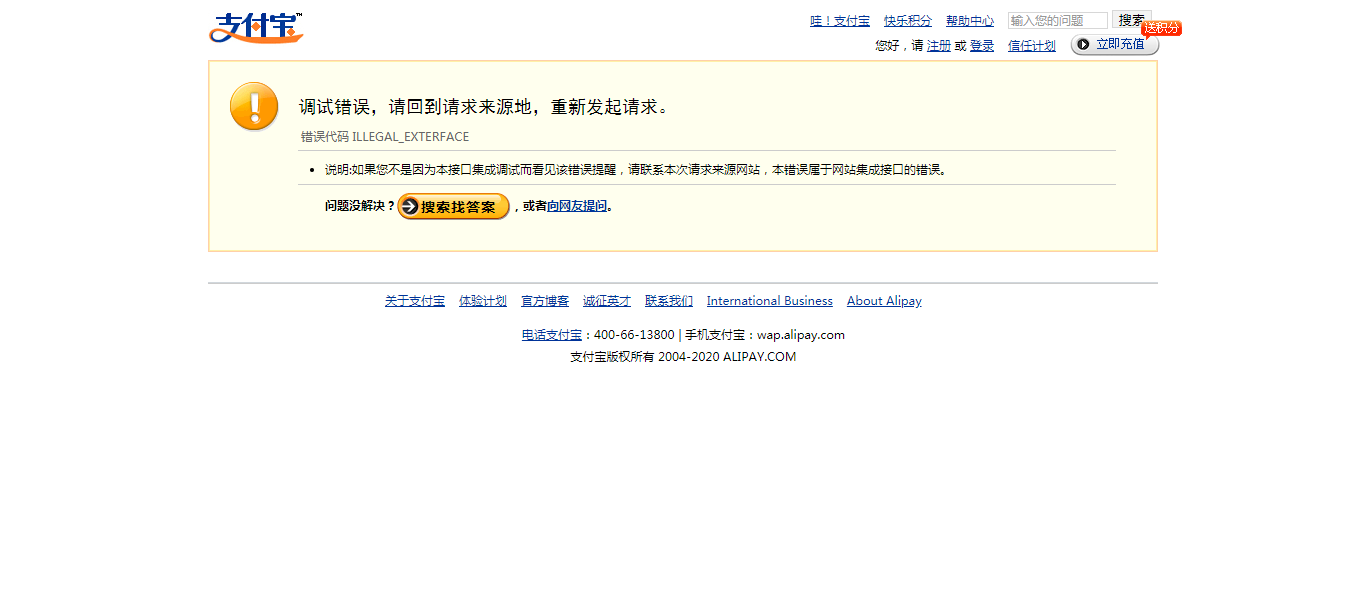 支付宝™ 哇！支付宝 快乐积分 帮助中心 输入您的问题 搜索
送积分
您好，请 注册 或 登录 信任计划 立即充值
调试错误，请回到请求来源地，重新发起请求。
错误代码 ILLEGAL_EXTERFACE
• 说明:如果您不是因为本接口集成调试而看见该错误提醒，请联系本次请求来源网站，本错误属于网站集成接口的错误。
问题没解决？搜索找答案，或者向网友提问。
关于支付宝 体验计划 官方博客 诚征英才 联系我们 International Business About Alipay
电话支付宝：400-66-13800 | 手机支付宝：wap.alipay.com
支付宝版权所有 2004-2020 ALIPAY.COM